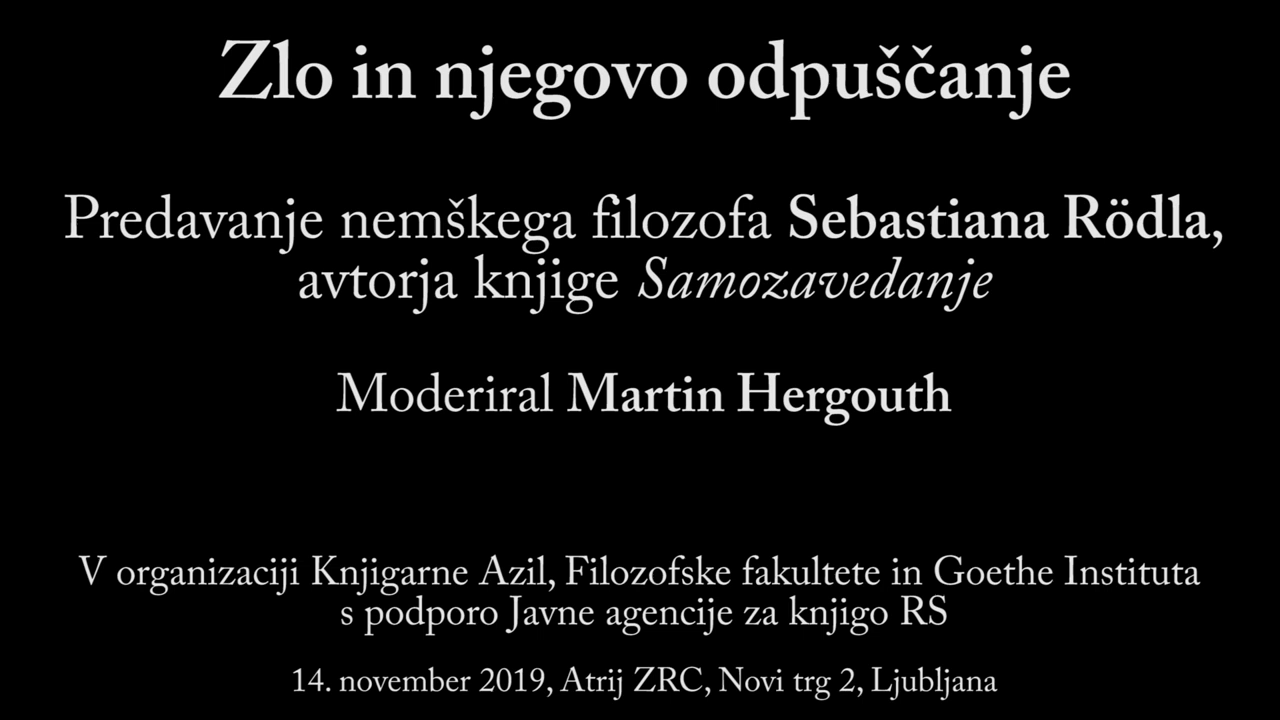 Zlo in njegovo odpuščanje
Predavanje nemškega filozofa Sebastiana Rödla,
avtorja knjige Samozavedanje
Moderiral Martin Hergouth
V organizaciji Knjigarne Azil, Filozofske fakultete in Goethe Instituta
s podporo Javne agencije za knjigo RS
14. november 2019, Atrij ZRC, Novi trg 2, Ljubljana